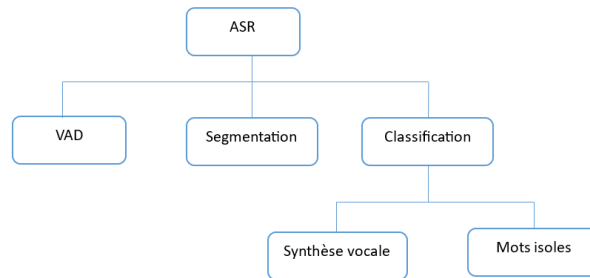 ASR
VAD
Segmentation
Classification
Synthèse vocale
Mots isoles